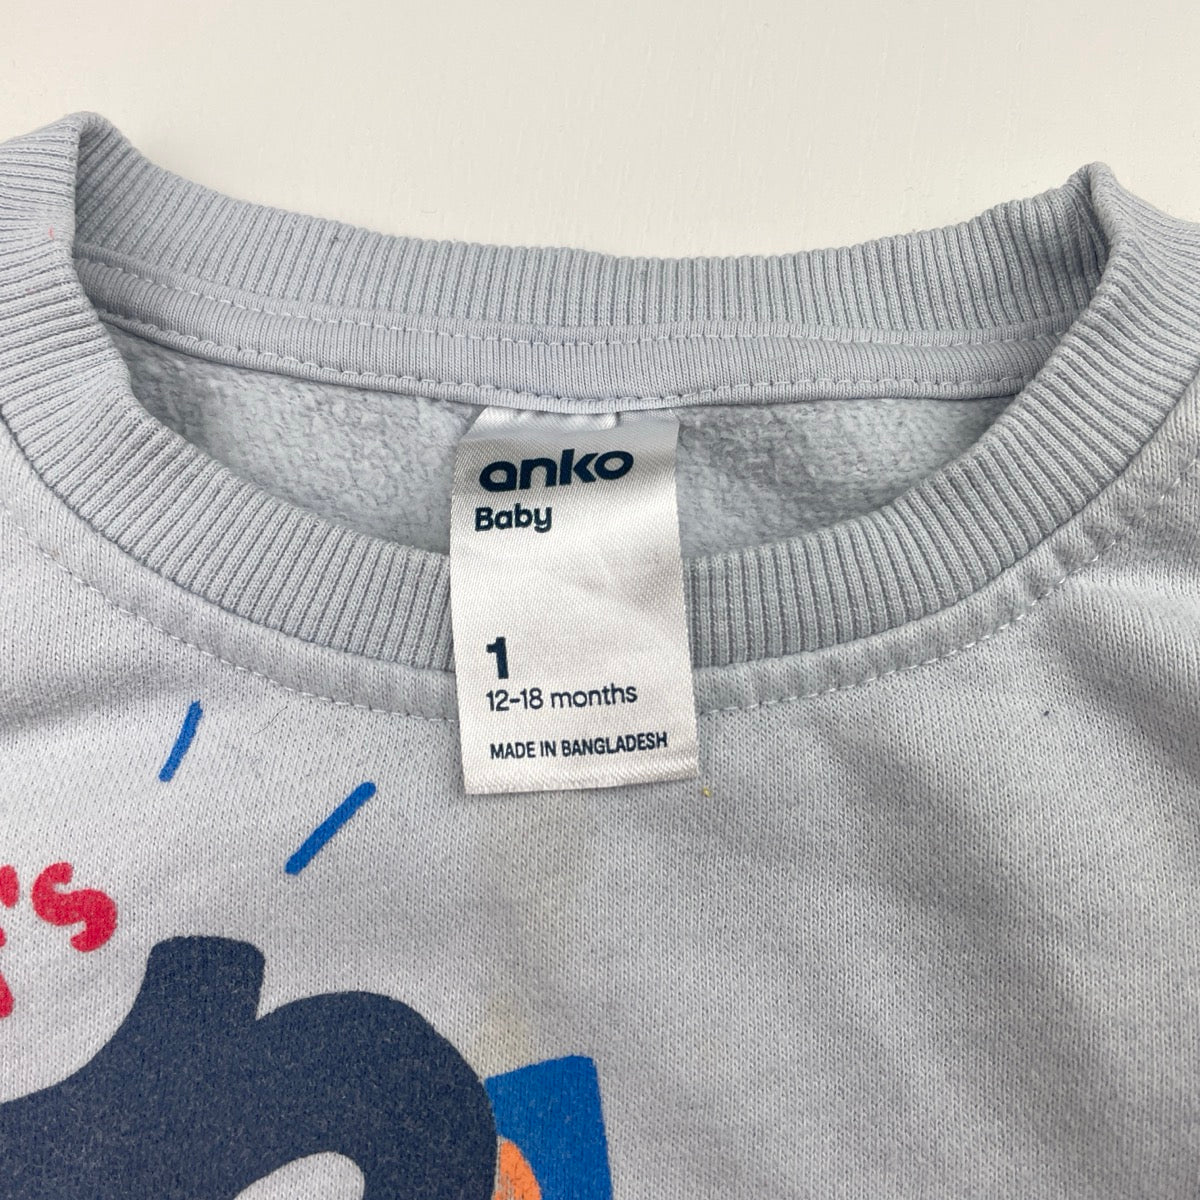 anko
Baby
1
12-18 months
MADE IN BANGLADESH